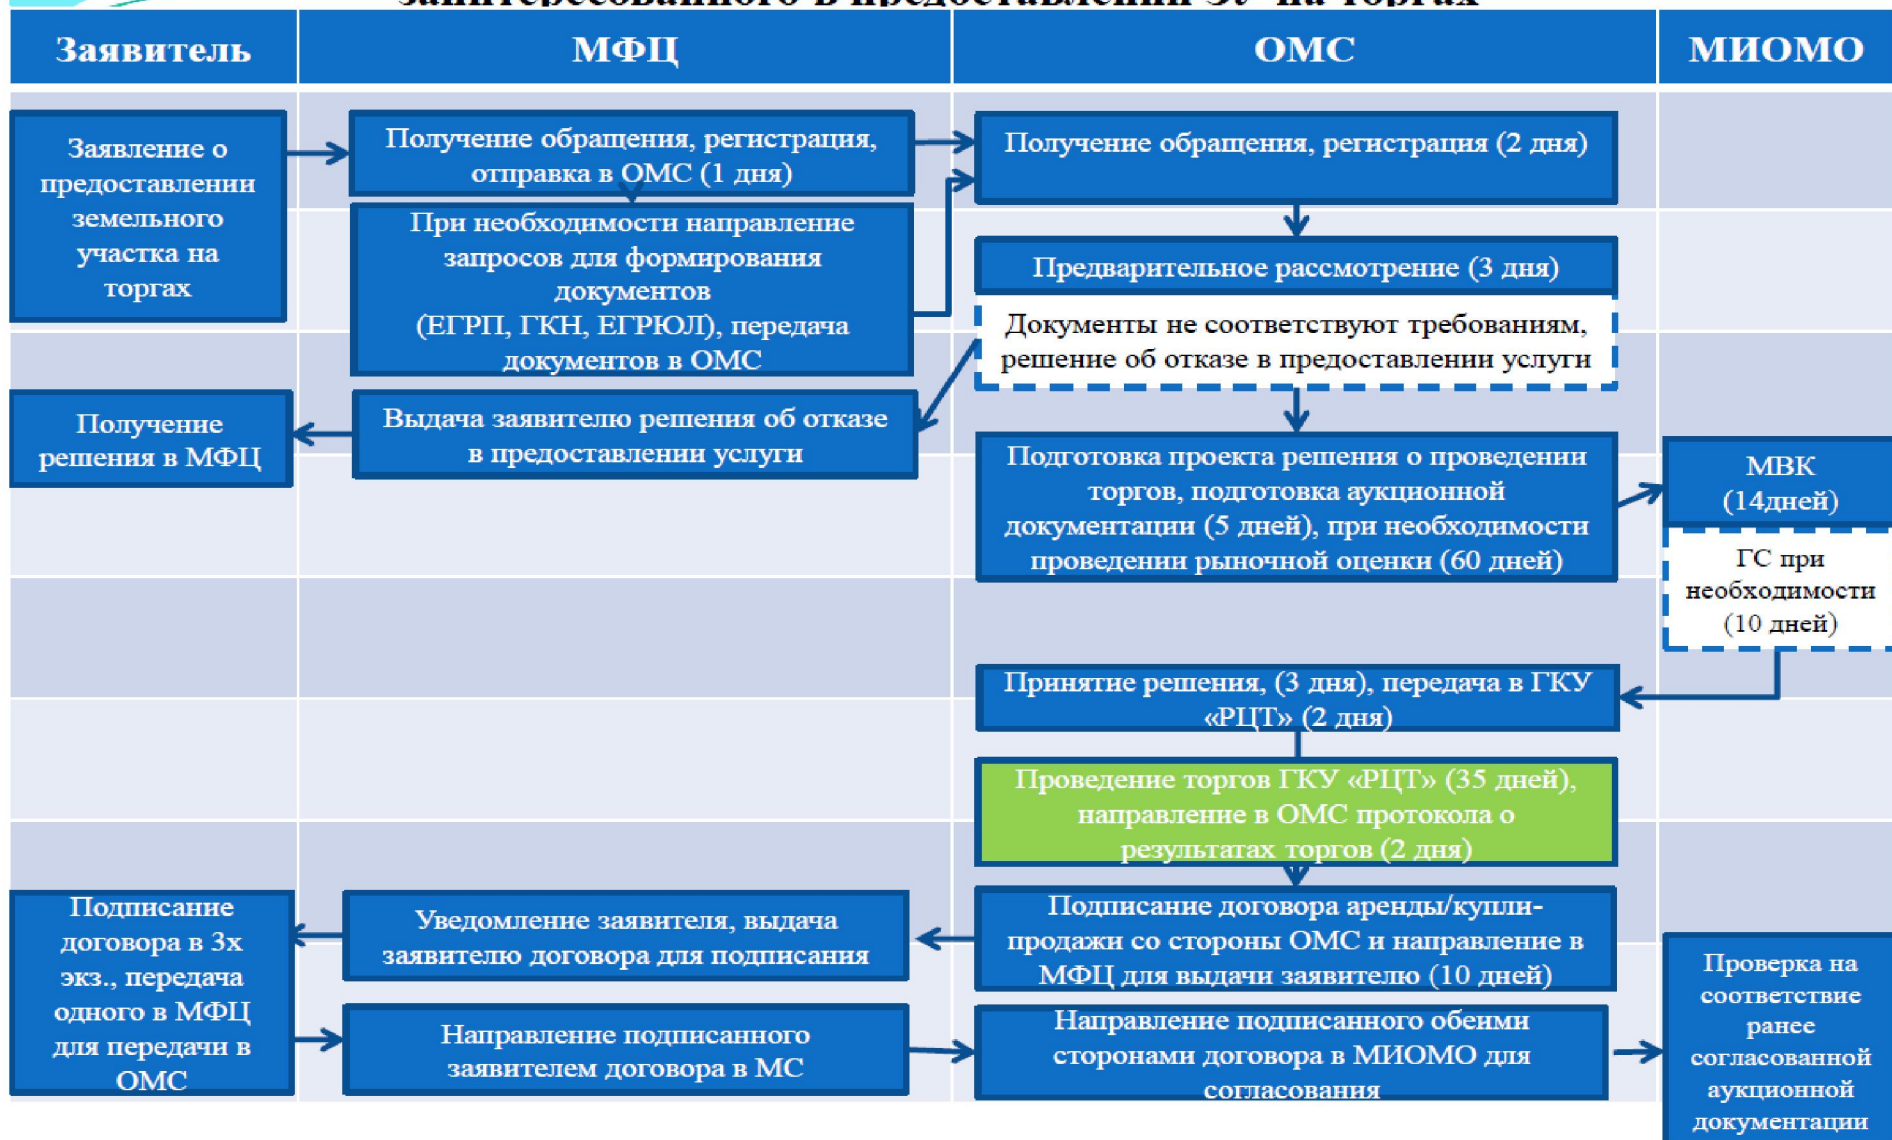 заинтересованного в предоставлении ЗУ на торгах
Заявитель
МФЦ
ОМС
МИОМО
Заявление о
предоставлении
земельного
участка на
торгах
Получение обращения, регистрация,
отправка в ОМС (1 дня)
Получение обращения, регистрация (2 дня)
При необходимости направление
запросов для формирования
документов
(ЕГРП, ГКН, ЕГРЮЛ), передача
документов в ОМС
Предварительное рассмотрение (3 дня)
Документы не соответствуют требованиям,
решение об отказе в предоставлении услуги
Получение
решения в МФЦ
Выдача заявителю решения об отказе
в предоставлении услуги
Подготовка проекта решения о проведении
торгов, подготовка аукционной
документации (5 дней), при необходимости
проведении рыночной оценки (60 дней)
МВК
(14дней)
ГС при
необходимости
(10 дней)
Принятие решения, (3 дня), передача в ГКУ
«РЦТ» (2 дня)
Проведение торгов ГКУ «РЦТ» (35 дней),
направление в ОМС протокола о
результатах торгов (2 дня)
Подписание
договора в 3х
экз., передача
одного в МФЦ
для передачи в
ОМС
Уведомление заявителя, выдача
заявителю договора для подписания
Подписание договора аренды/купли-
продажи со стороны ОМС и направление в
МФЦ для выдачи заявителю (10 дней)
Направление подписанного
заявителем договора в МС
Направление подписанного обеими
сторонами договора в МИОМО для
согласования
Проверка на
соответствие
ранее
согласованной
аукционной
документации